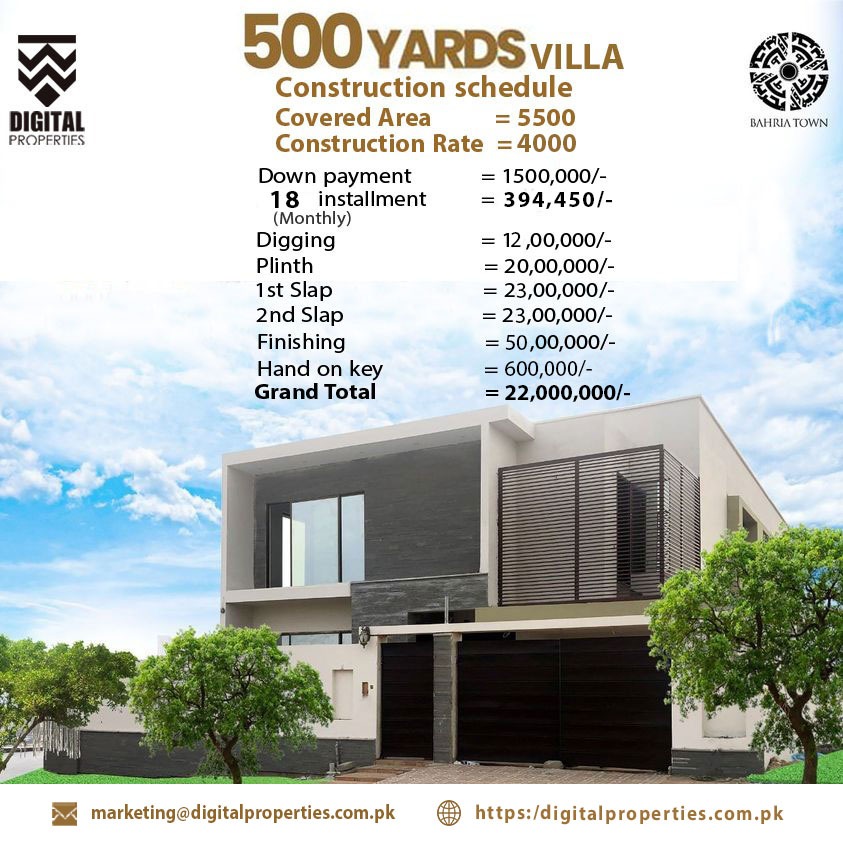 500 YARDS VILLA
Construction schedule
Covered Area = 5500
Construction Rate = 4000
DIGITAL
PROPERTIES
BAHRIA TOWN
Down payment = 1500,000/-
18 installment = 394,450/-
(Monthly)
Digging = 12,00,000/-
Plinth = 20,00,000/-
1st Slap = 23,00,000/-
2nd Slap = 23,00,000/-
Finishing = 50,00,000/-
Hand on key = 600,000/-
Grand Total = 22,000,000/-
marketing@digitalproperties.com.pk
https:/digitalproperties.com.pk